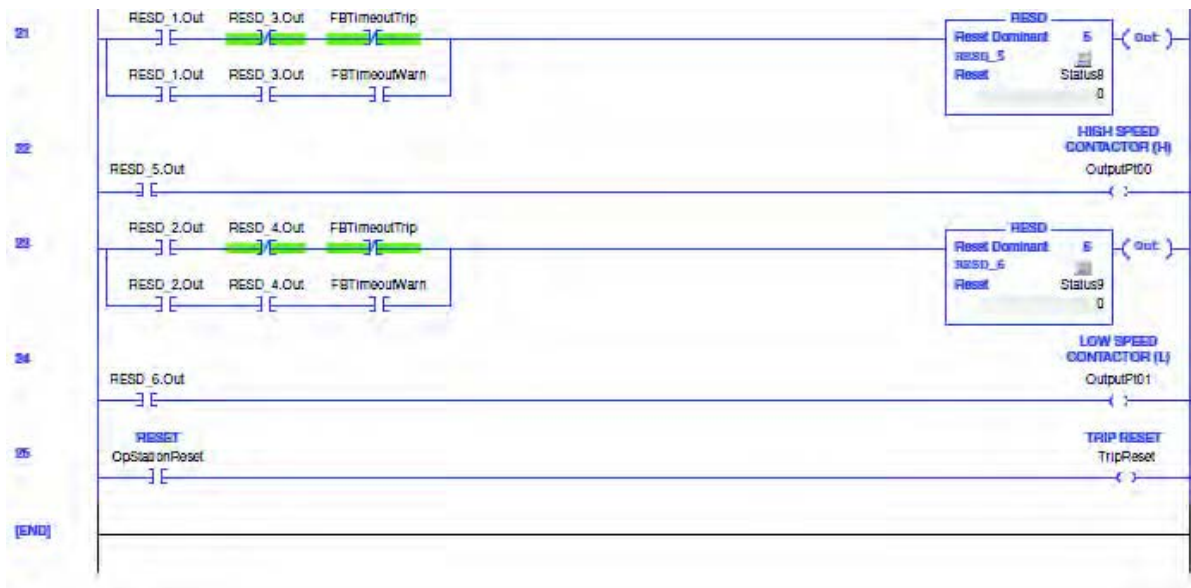 21
RESD_1.Out RESD_3.Out FBTimeoutTrip
RESD_1.Out RESD_3.Out FBTimeoutWarn
RESD
Reset Dominant 5
RESD_5
Reset Status8
0
Out
22
HIGH SPEED
CONTACTOR (H)
RESD_5.Out
OutputPt00
23
RESD_2.Out RESD_4.Out FBTimeoutTrip
RESD_2.Out RESD_4.Out FBTimeoutWarn
RESD
Reset Dominant 6
RESD_6
Reset Status9
0
Out
24
LOW SPEED
CONTACTOR (L)
RESD_6.Out
OutputPt01
25
RESET
OpStationReset
TRIP RESET
TripReset
[END]